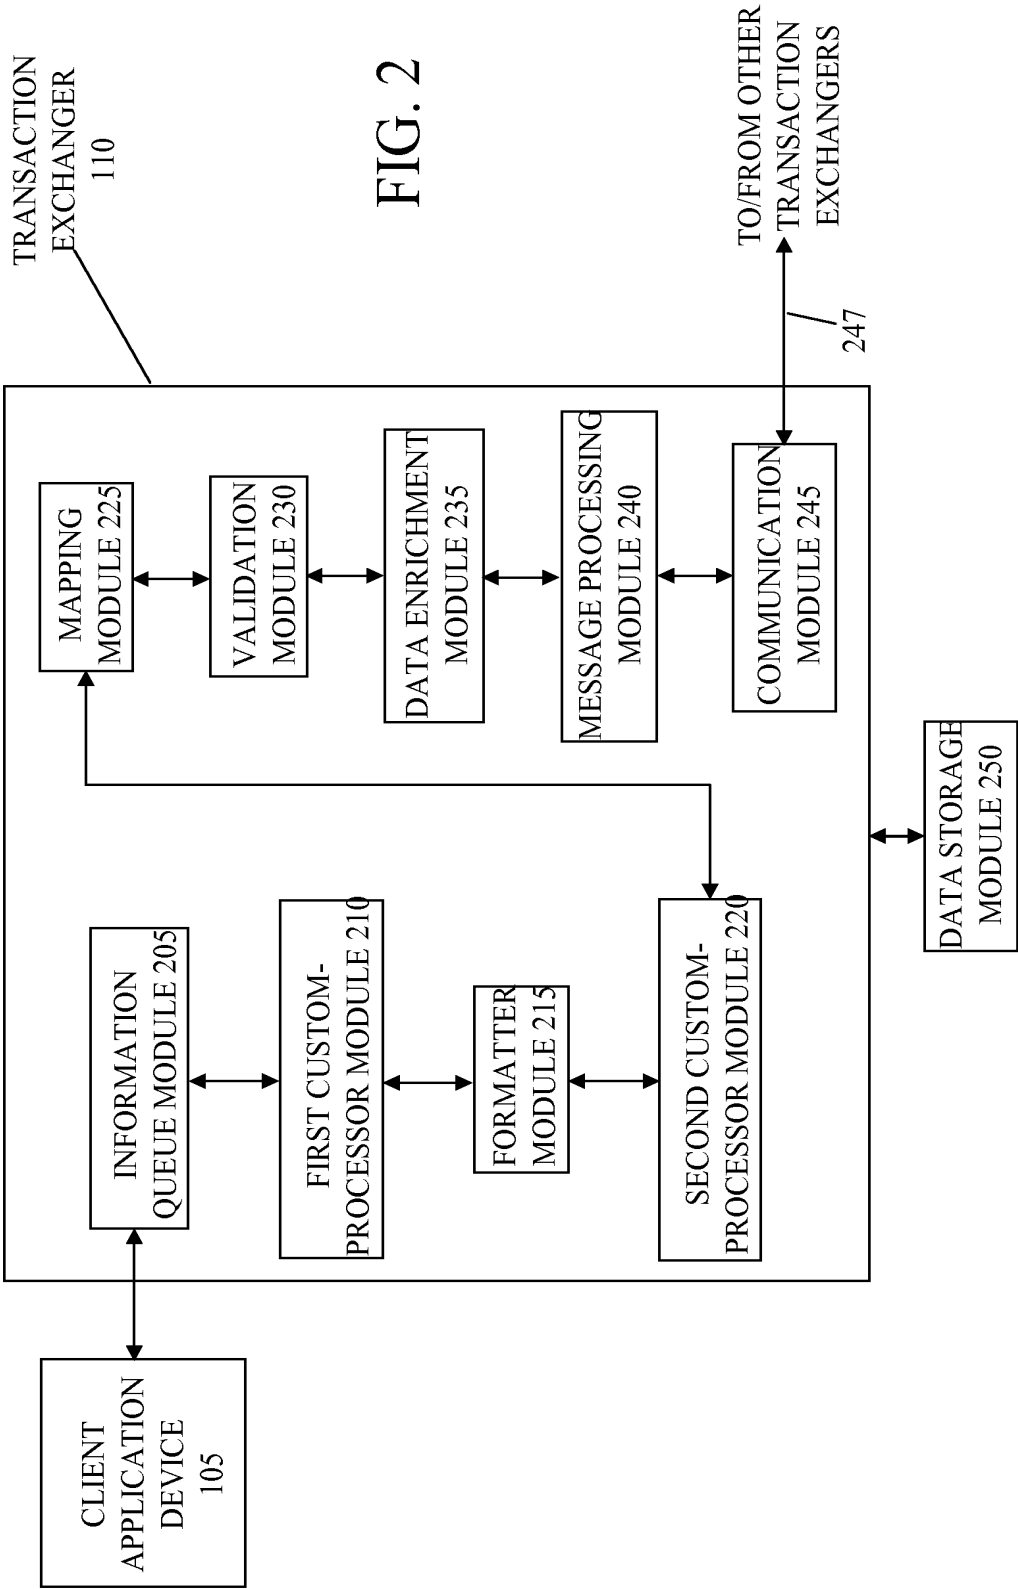 TRANSACTION
EXCHANGER
110
CLIENT
APPLICATION
DEVICE
105
INFORMATION
QUEUE MODULE 205
FIRST CUSTOM-
PROCESSOR MODULE 210
FORMATTER
MODULE 215
SECOND CUSTOM-
PROCESSOR MODULE 220
MAPPING
MODULE 225
VALIDATION
MODULE 230
DATA ENRICHMENT
MODULE 235
MESSAGE PROCESSING
MODULE 240
COMMUNICATION
MODULE 245
247
TO/FROM OTHER
TRANSACTION
EXCHANGERS
DATA STORAGE
MODULE 250
FIG. 2